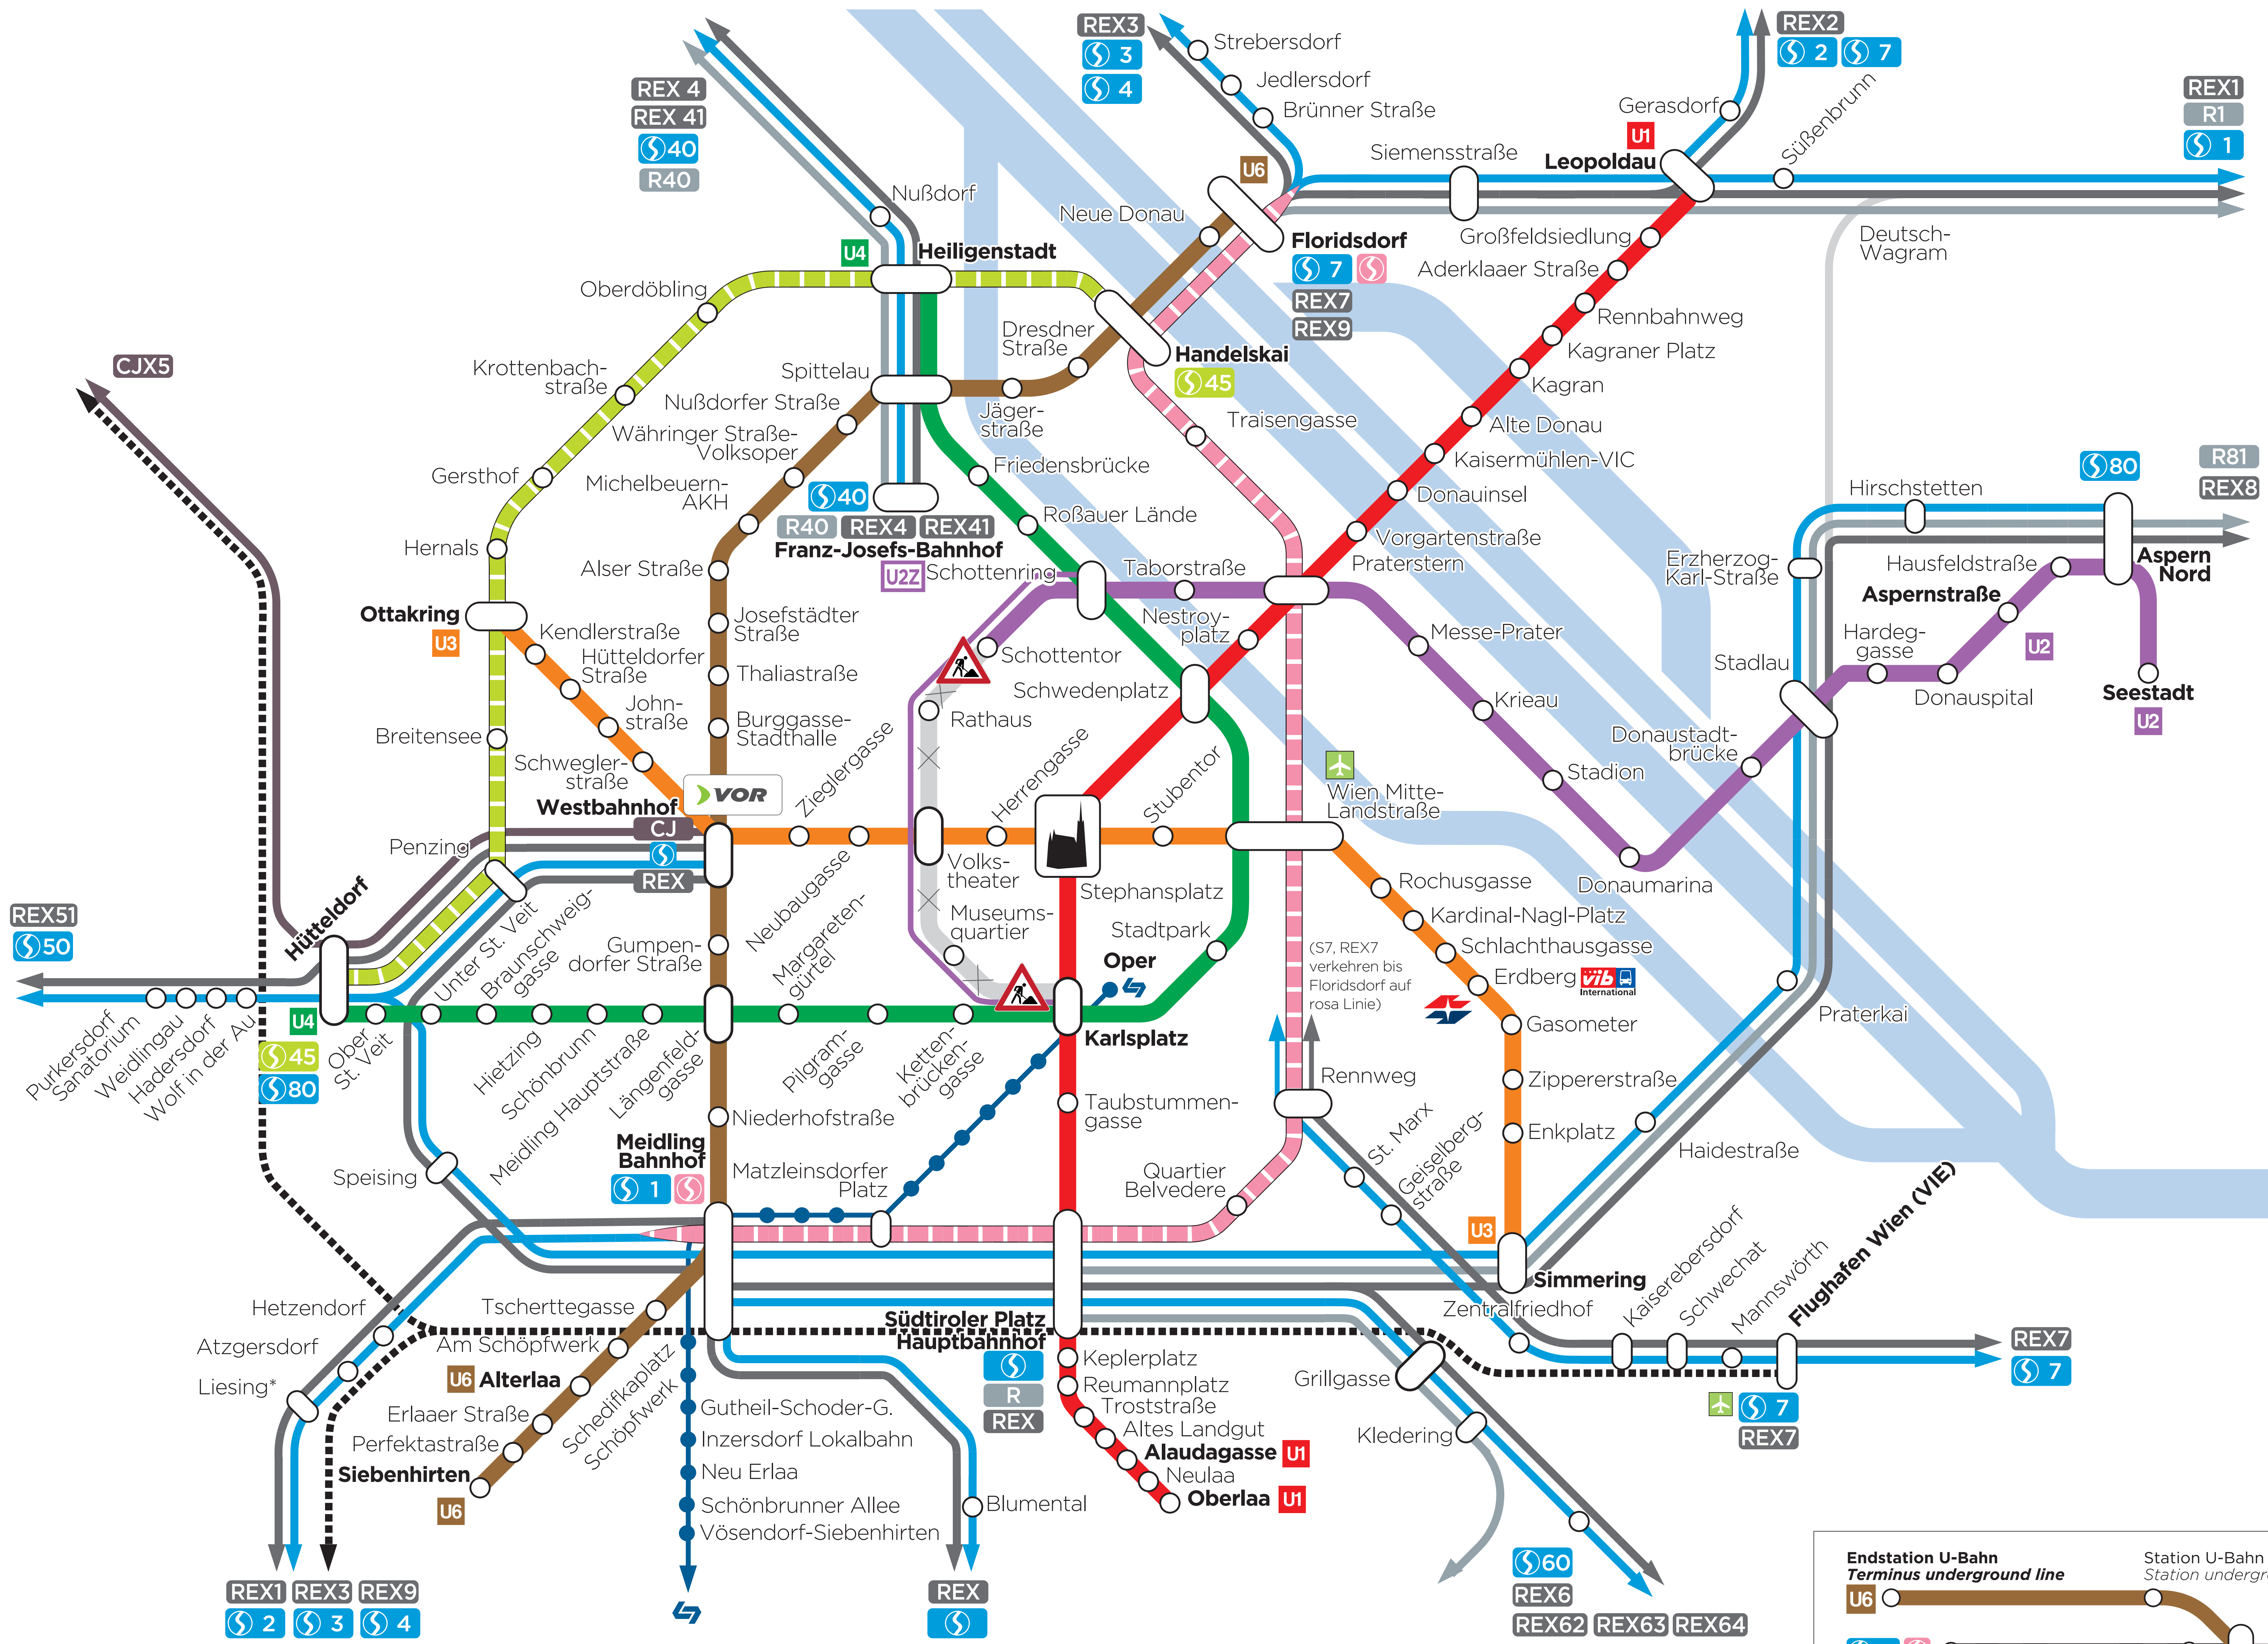 REX3
3
4
Strebersdorf
Jedlersdorf
Brünner Straße
REX2
2
7
Gerasdorf
Süßenbrunn
REX1
R1
1
REX 4
REX 41
40
R40
Siemensstraße
U1
Leopoldau
U6
Nußdorf
Neue Donau
Floridsdorf
7
REX7
REX9
Großfeldsiedlung
Aderklaaer Straße
Rennbahnweg
Kagraner Platz
Kagran
Alte Donau
Kaisermühlen-VIC
Donauinsel
Vorgartenstraße
Praterstern
Deutsch-
Wagram
U4
Heiligenstadt
Oberdöbling
Krottenbach-
straße
Gersthof
Hernals
Ottakring
U3
Breitensee
Penzing
CJX5
Dresdner
Straße
Handelskai
45
Traisengasse
Spittelau
Jäger-
straße
Nußdorfer Straße
Währinger Straße-
Volksoper
Michelbeuern-
AKH
Alser Straße
Josefstädter
Straße
Thaliastraße
Burggasse-
Stadthalle
40
R40
REX4
REX41
Franz-Josefs-Bahnhof
U2Z
Schottenring
Friedensbrücke
Roßauer Lände
Taborstraße
Nestroy-
platz
Schottentor
Schwedenplatz
Rathaus
Kendlerstraße
Hütteldorfer
Straße
John-
straße
Schwegler-
straße
VOR
Westbahnhof
CJ
REX
Zieglergasse
Neubaugasse
Volks-
theater
Herrengasse
Stephansplatz
Stubentor
Wien Mitte-
Landstraße
Museums-
quartier
Stadtpark
Oper
Karlsplatz
Messe-Prater
Krieau
Stadion
Donaumarina
Donaustadt-
brücke
Stadlau
Erzherzog-
Karl-Straße
Hirschstetten
80
R81
REX8
Hausfeldstraße
Aspern
Nord
Aspernstraße
U2
Hardeg-
gasse
Donauspital
Seestadt
U2
Rochusgasse
Kardinal-Nagl-Platz
Schlachthausgasse
Erdberg
vib
International
Gasometer
Zippererstraße
Enkplatz
U3
Simmering
Praterkai
Haidestraße
(S7, REX7
verkehren bis
Floridsdorf auf
rosa Linie)
Rennweg
St. Marx
Geiselberg-
straße
Zentralfriedhof
Kaiserebersdorf
Schwechat
Mannswörth
Flughafen Wien (VIE)
7
REX7
REX7
7
REX51
50
Hütteldorf
U4
45
80
Purkersdorf
Sanatorium
Weidlingau
Hadersdorf
Wolf in der Au
Ober
St. Veit
Unter St. Veit
Braunschweig-
gasse
Hietzing
Schönbrunn
Meidling Hauptstraße
Längenfeld-
gasse
Margareten-
gürtel
Pilgram-
gasse
Ketten-
brücken-
gasse
Gumpen-
dorfer Straße
Niederhofstraße
Meidling
Bahnhof
1
Matzleinsdorfer
Platz
Taubstummen-
gasse
Quartier
Belvedere
Speising
Hetzendorf
Atzgersdorf
Liesing*
Tscherttegasse
Am Schöpfwerk
U6
Alterlaa
Erlaaer Straße
Perfektastraße
Siebenhirten
U6
Schedifkaplatz
Schöpfwerk
Gutheil-Schoder-G.
Inzersdorf Lokalbahn
Neu Erlaa
Schönbrunner Allee
Vösendorf-Siebenhirten
Südtiroler Platz
Hauptbahnhof
R
REX
Keplerplatz
Reumannplatz
Troststraße
Altes Landgut
Alaudagasse
U1
Neulaa
Oberlaa
U1
Blumental
Grillgasse
Kledering
REX1
REX3
REX9
2
3
4
REX
60
REX6
REX62
REX63
REX64
Endstation U-Bahn
Terminus underground line
Station U-Bahn
U6